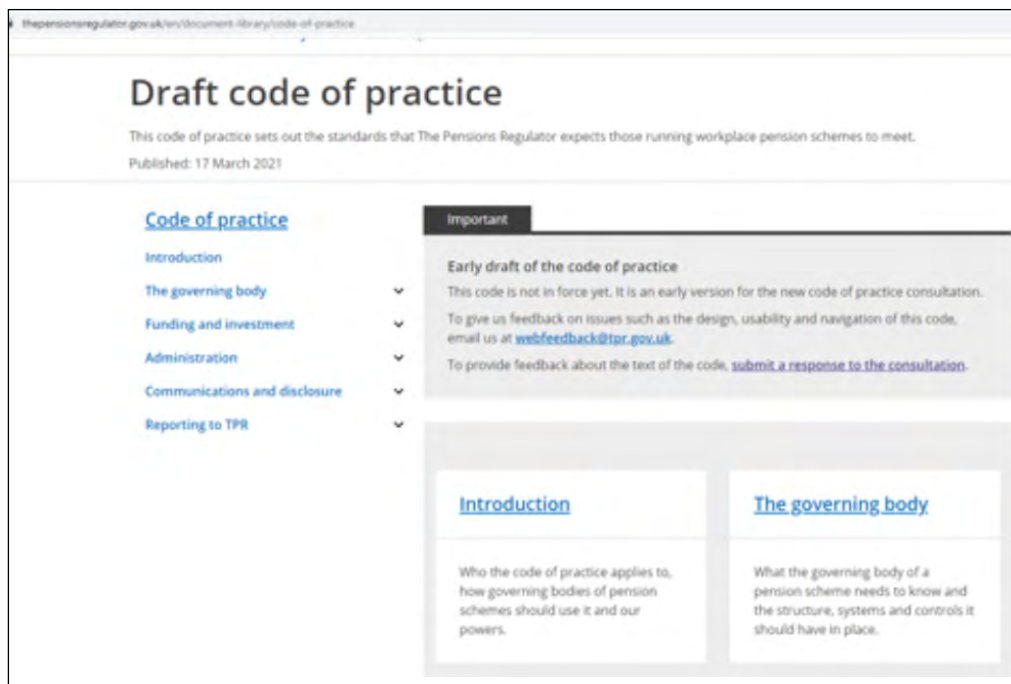 thepensionsregulator.gov.uk/en/document-library/code-of-practice
Draft code of practice
This code of practice sets out the standards that The Pensions Regulator expects those running workplace pension schemes to meet.
Published: 17 March 2021
Code of practice
Introduction
The governing body
Funding and investment
Administration
Communications and disclosure
Reporting to TPR
Important
Early draft of the code of practice
This code is not in force yet. It is an early version for the new code of practice consultation.
To give us feedback on issues such as the design, usability and navigation of this code,
email us at webfeedback@tpr.gov.uk.
To provide feedback about the text of the code, submit a response to the consultation.
Introduction
Who the code of practice applies to,
how governing bodies of pension
schemes should use it and our
powers.
The governing body
What the governing body of a
pension scheme needs to know and
the structure, systems and controls it
should have in place.